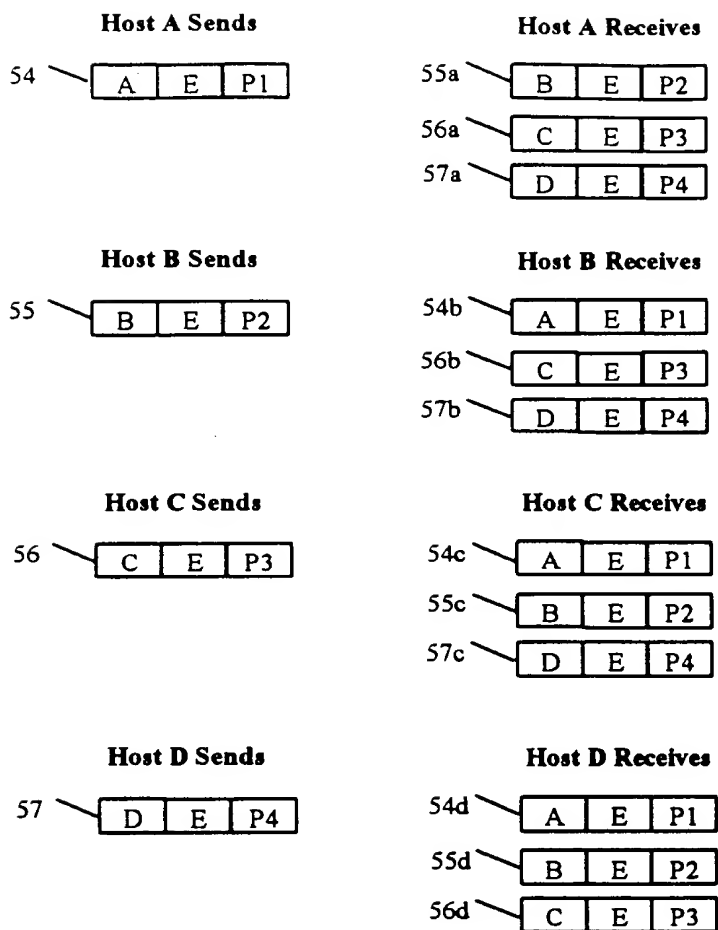 Host A Sends
54 A E P1
Host A Receives
55a B E P2
56a C E P3
57a D E P4
Host B Sends
55 B E P2
Host B Receives
54b A E P1
56b C E P3
57b D E P4
Host C Sends
56 C E P3
Host C Receives
54c A E P1
55c B E P2
57c D E P4
Host D Sends
57 D E P4
Host D Receives
54d A E P1
55d B E P2
56d C E P3